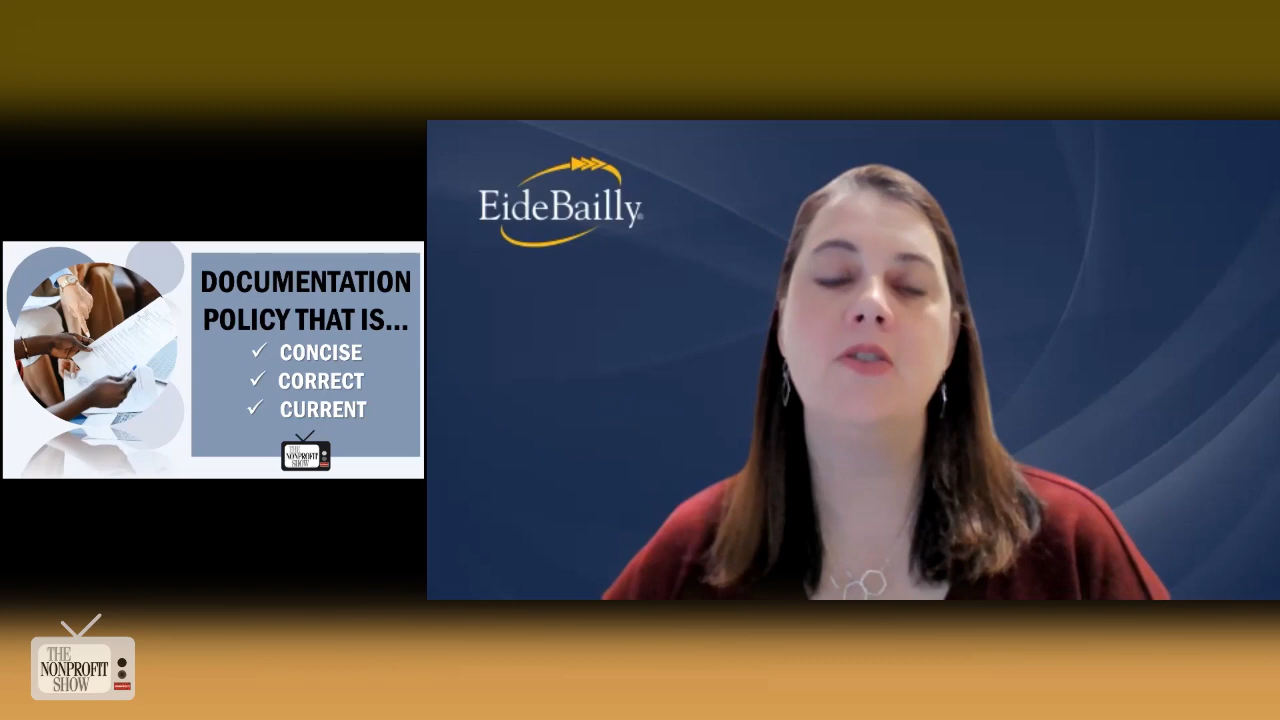 DOCUMENTATION
POLICY THAT IS...
✓ CONCISE
✓ CORRECT
✓ CURRENT
THE
NONPROFIT
SHOW
EideBailly
THE
NONPROFIT
SHOW